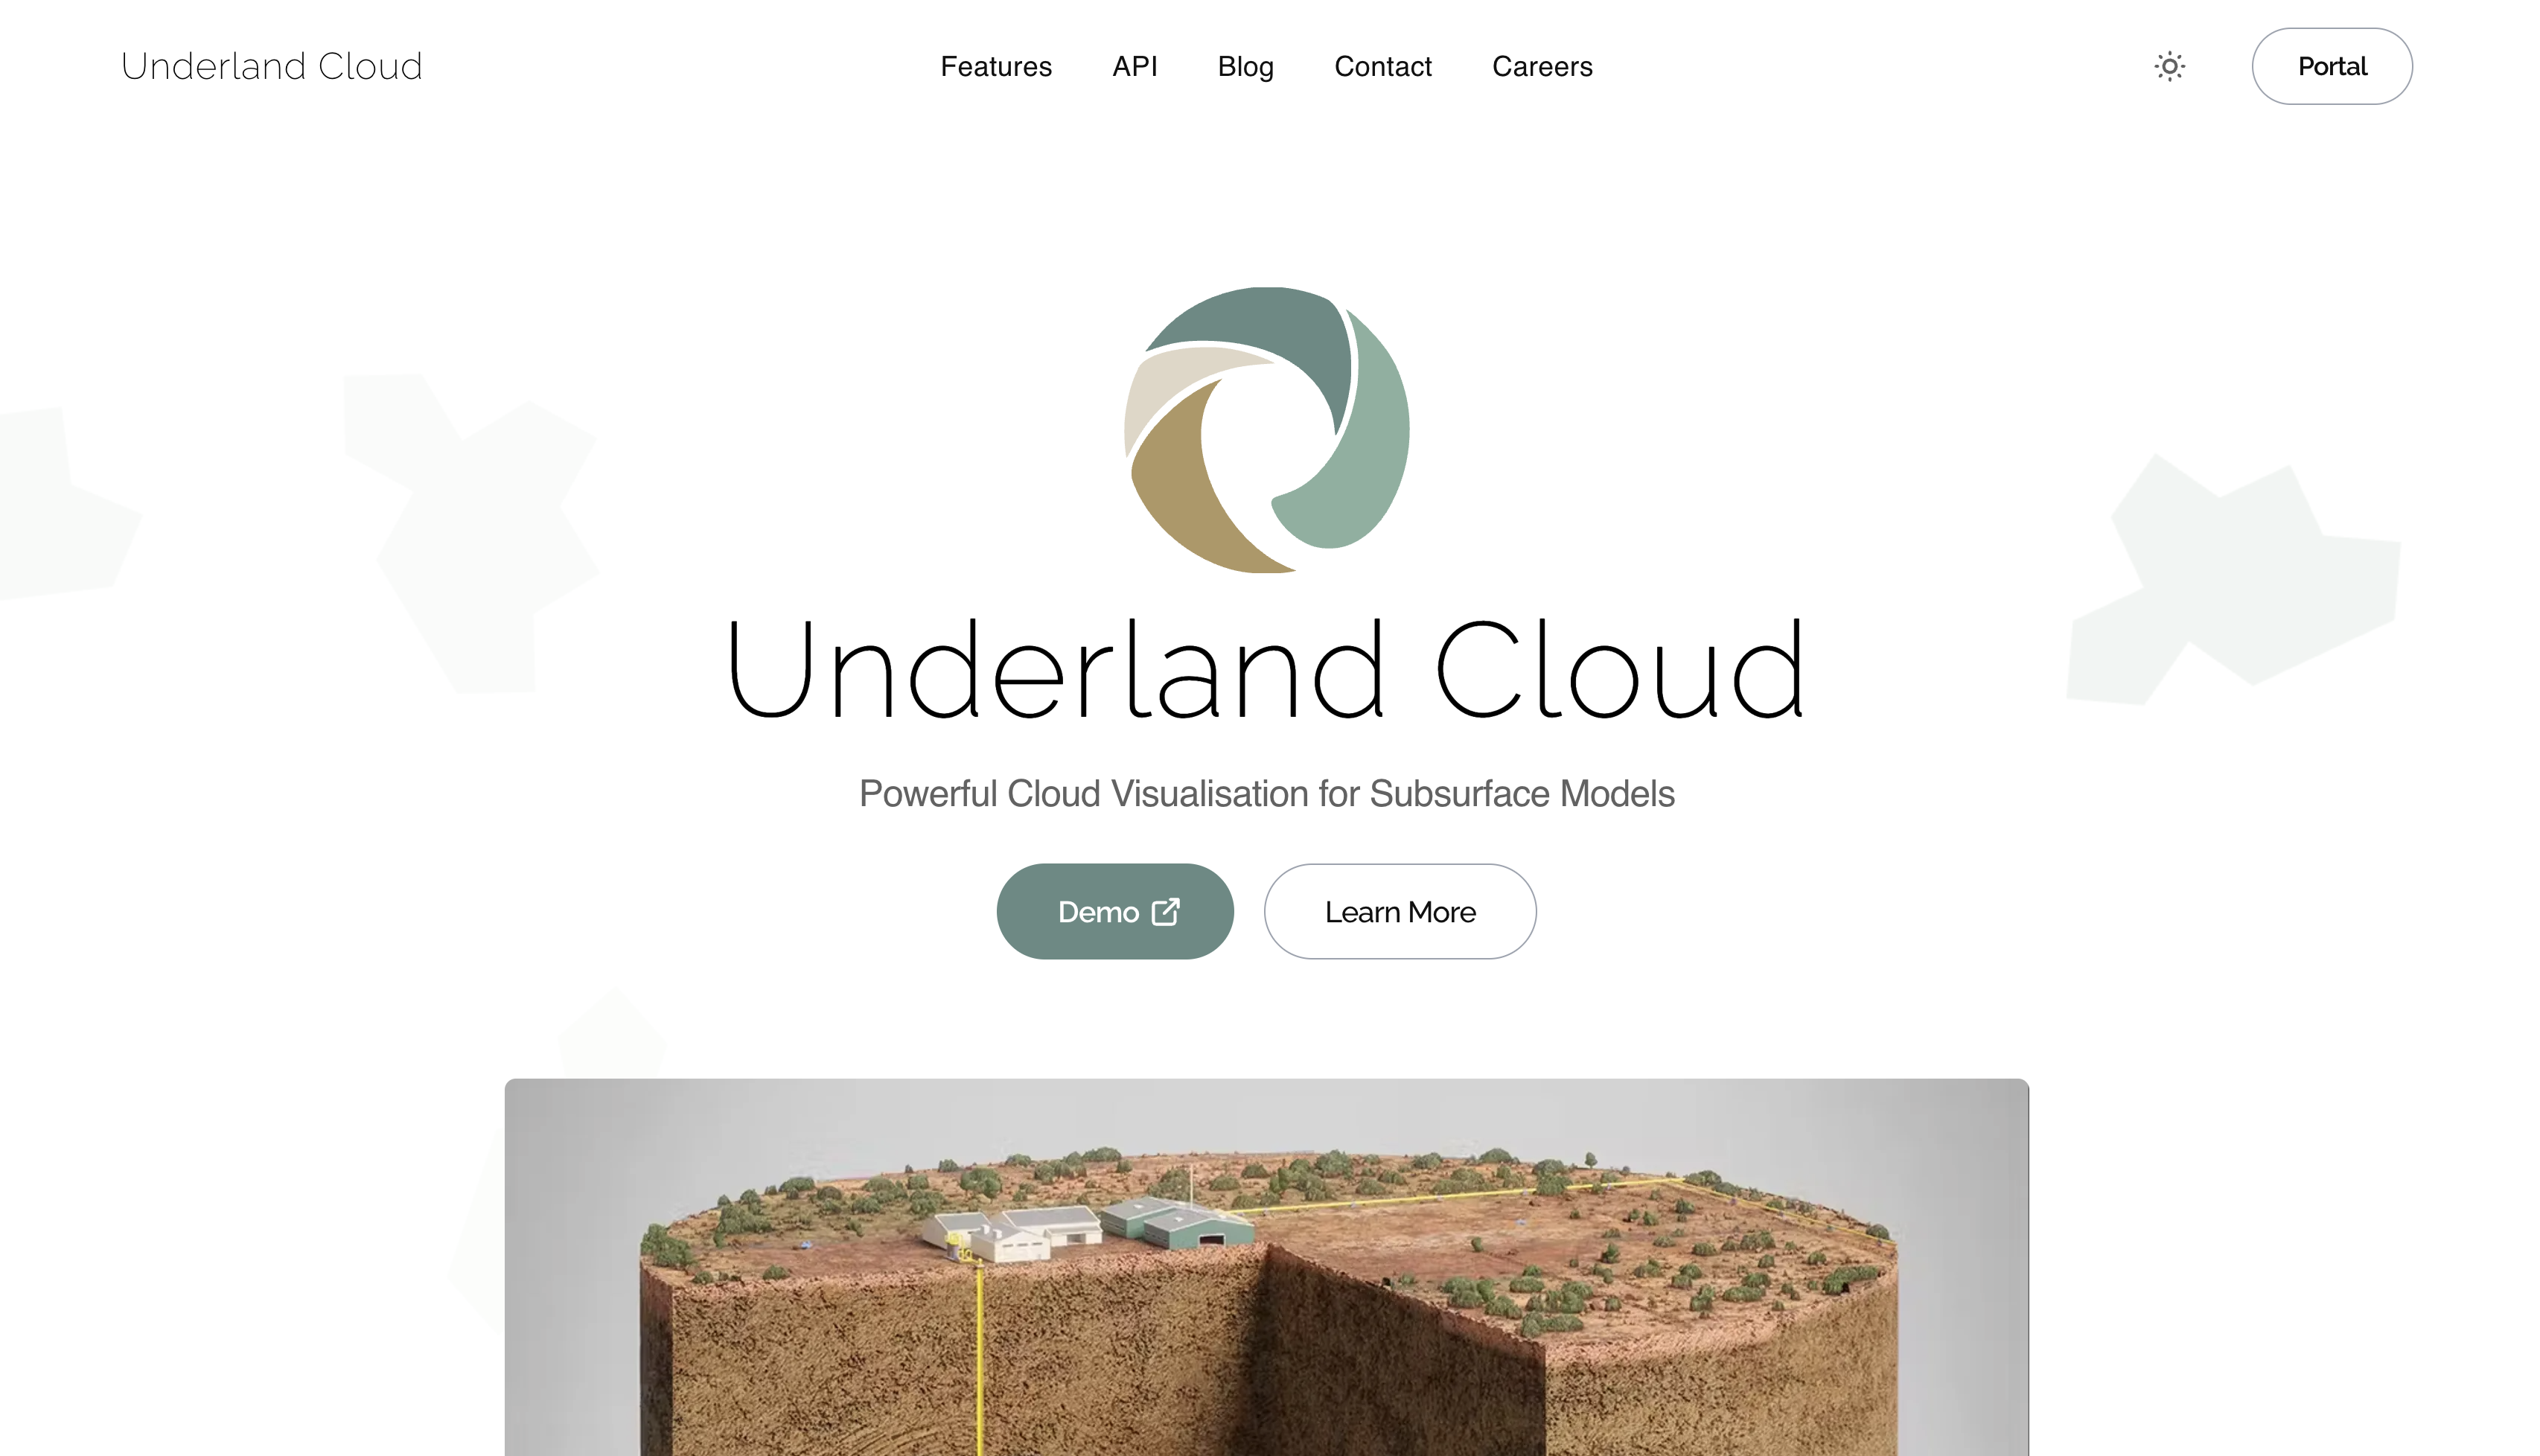 Underland Cloud
Features
API
Blog
Contact
Careers
Portal
Underland Cloud
Powerful Cloud Visualisation for Subsurface Models
Demo
Learn More